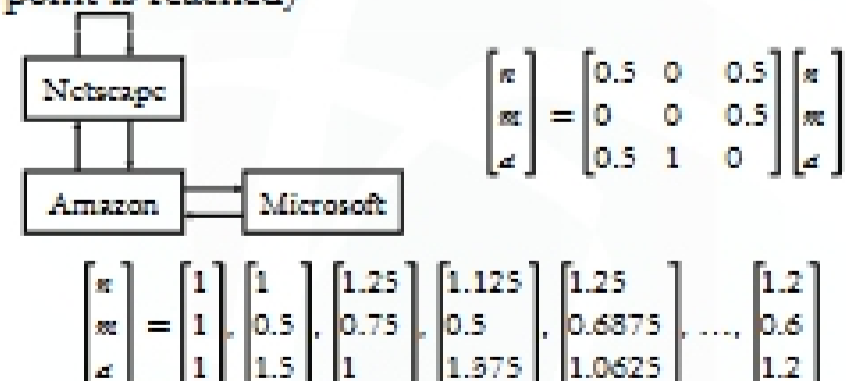 point is reached)
Netscape
Amazon
Microsoft
[n] = [0.5 0 0.5] [n]
[m] [0 0 0.5] [m]
[a] [0.5 1 0] [a]
[n] [1] [1] [1.25] [1.125] [1.25] [1.2]
[m] = [1], [0.5], [0.75], [0.5], [0.6875], ..., [0.6]
[a] [1] [1.5] [1] [1.375] [1.0625] [1.2]